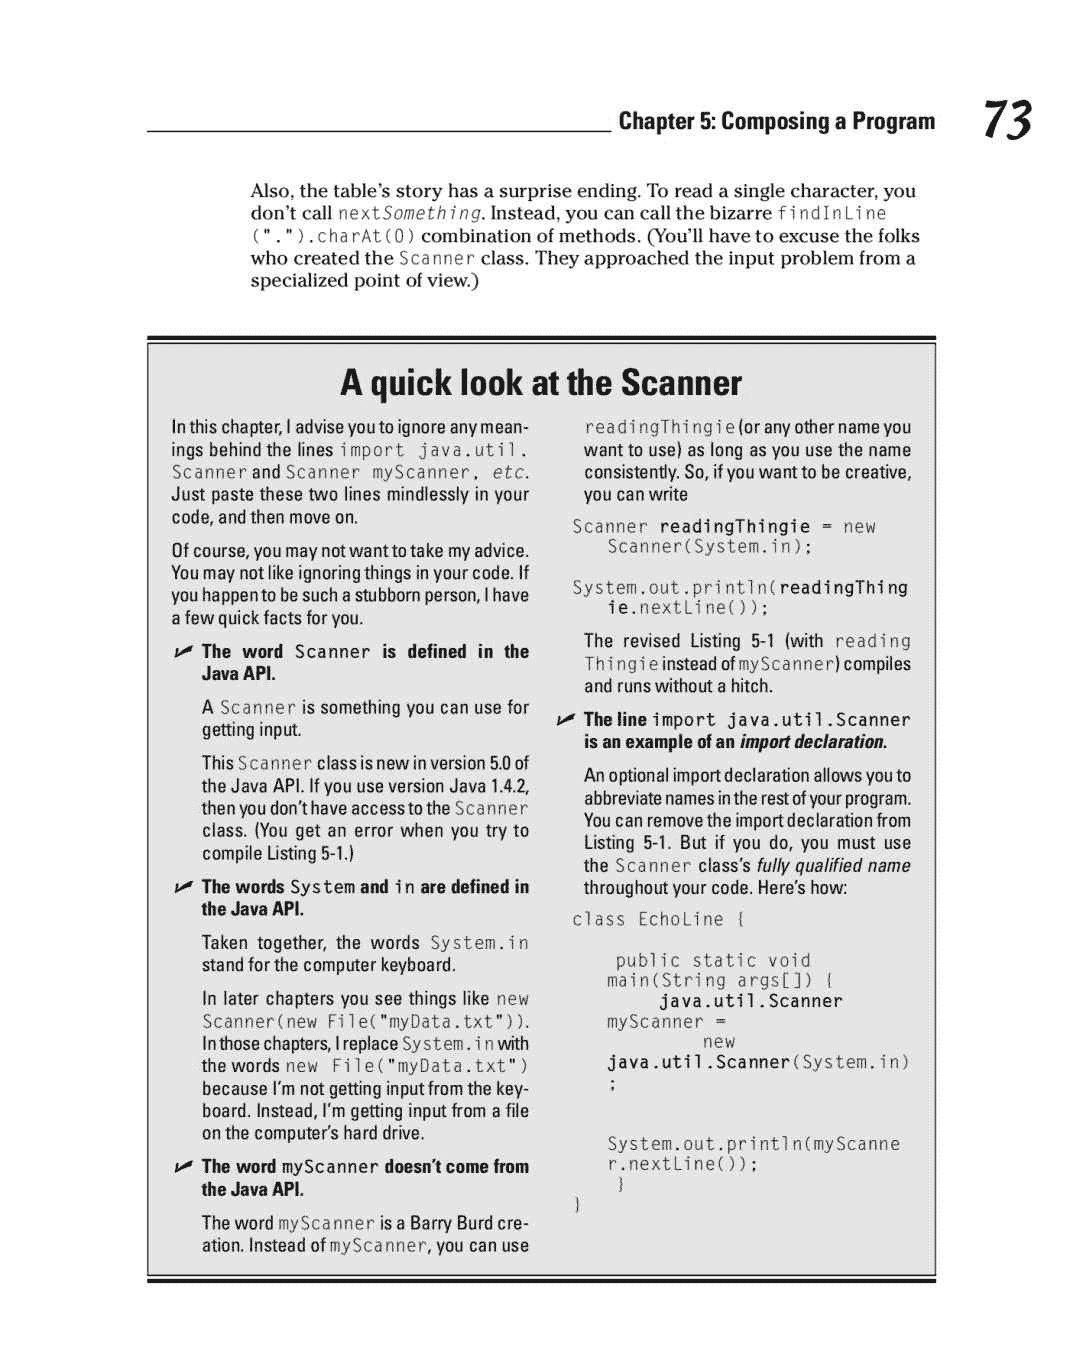 Chapter 5: Composing a Program
73
Also, the table's story has a surprise ending. To read a single character, you
don't call nextSomething. Instead, you can call the bizarre findInLine
(".").charAt(0) combination of methods. (You'll have to excuse the folks
who created the Scanner class. They approached the input problem from a
specialized point of view.)
A quick look at the Scanner
In this chapter, I advise you to ignore any mean-
ings behind the lines import java.util.
Scanner and Scanner myScanner, etc.
Just paste these two lines mindlessly in your
code, and then move on.
Of course, you may not want to take my advice.
You may not like ignoring things in your code. If
you happen to be such a stubborn person, I have
a few quick facts for you.
✓ The word Scanner is defined in the
Java API.
A Scanner is something you can use for
getting input.
This Scanner class is new in version 5.0 of
the Java API. If you use version Java 1.4.2,
then you don't have access to the Scanner
class. (You get an error when you try to
compile Listing 5-1.)
✓ The words System and in are defined in
the Java API.
Taken together, the words System.in
stand for the computer keyboard.
In later chapters you see things like new
Scanner(new File("myData.txt")).
In those chapters, I replace System.in with
the words new File("myData.txt")
because I'm not getting input from the key-
board. Instead, I'm getting input from a file
on the computer's hard drive.
✓ The word myScanner doesn't come from
the Java API.
The word myScanner is a Barry Burd cre-
ation. Instead of myScanner, you can use
readingThingie (or any other name you
want to use) as long as you use the name
consistently. So, if you want to be creative,
you can write
Scanner readingThingie = new
Scanner(System.in);
System.out.println(readingThing
ie.nextLine());
The revised Listing 5-1 (with reading
Thingie instead of myScanner) compiles
and runs without a hitch.
✓ The line import java.util.Scanner
is an example of an import declaration.
An optional import declaration allows you to
abbreviate names in the rest of your program.
You can remove the import declaration from
Listing 5-1. But if you do, you must use
the Scanner class's fully qualified name
throughout your code. Here's how:
class EchoLine {
public static void
main(String args[]) {
java.util.Scanner
myScanner =
new
java.util.Scanner(System.in)
;
System.out.println(myScanne
r.nextLine());
}
}